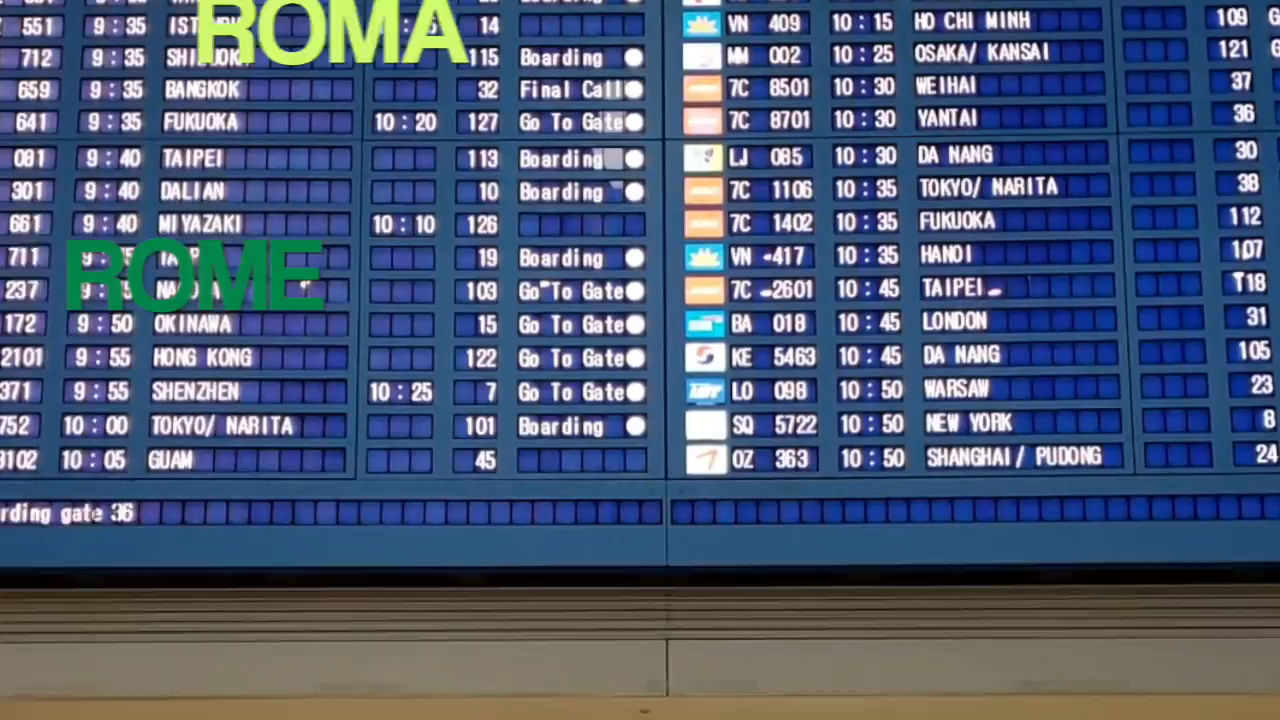 ROMA
551 9:35 14
712 9:35 115 Boarding
659 9:35 BANGKOK 32 Final Call
641 9:35 FUKUOKA 10:20 127 Go To Gate
081 9:40 TAIPEI 113 Boarding
301 9:40 DALIAN 10 Boarding
661 9:40 MIYAZAKI 10:10 126
ROME
711 19 Boarding
237 103 Go To Gate
172 9:50 OKINAWA 15 Go To Gate
2101 9:55 HONG KONG 122 Go To Gate
371 9:55 SHENZHEN 10:25 7 Go To Gate
752 10:00 TOKYO/ NARITA 101 Boarding
3102 10:05 GUAM 45
rding gate 36
VN 409 10:15 HO CHI MINH 109 G
MM 002 10:25 OSAKA/ KANSAI 121 G
7C 8501 10:30 WEIHAI 37
7C 8701 10:30 YANTAI 36
LJ 085 10:30 DA NANG 30
7C 1106 10:35 TOKYO/ NARITA 38
7C 1402 10:35 FUKUOKA 112
VN 417 10:35 HANOI 107
7C 2601 10:45 TAIPEI 118
BA 018 10:45 LONDON 31
KE 5463 10:45 DA NANG 105
LO 098 10:50 WARSAW 23
SQ 5722 10:50 NEW YORK 8
OZ 363 10:50 SHANGHAI/ PUDONG 24